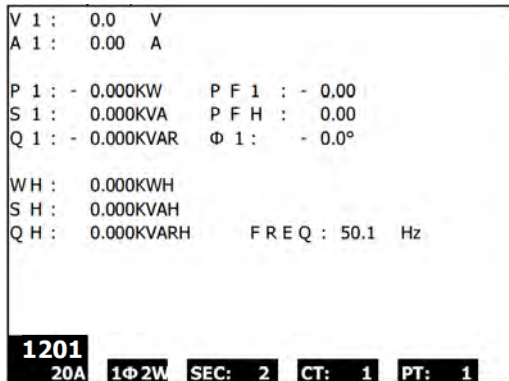 V 1 : 0.0 V
A 1 : 0.00 A
P 1 : - 0.000KW P F 1 : - 0.00
S 1 : 0.000KVA P F H : 0.00
Q 1 : - 0.000KVAR Φ 1 : - 0.0°
W H : 0.000KWH
S H : 0.000KVAH
Q H : 0.000KVARH F R E Q : 50.1 Hz
1201
20A 1Φ2W SEC: 2 CT: 1 PT: 1